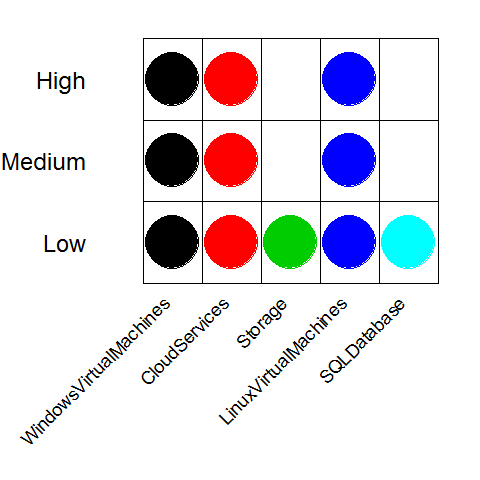 High
Medium
Low
WindowsVirtualMachines
CloudServices
Storage
LinuxVirtualMachines
SQLDatabase